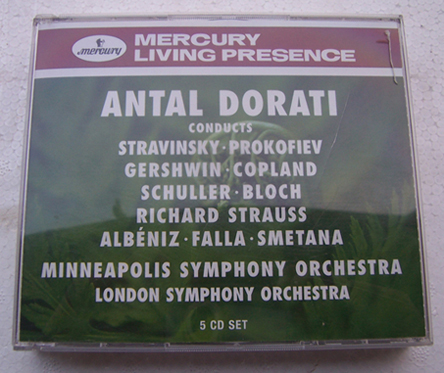 mercury
MERCURY
LIVING PRESENCE
ANTAL DORATI
CONDUCTS
STRAVINSKY · PROKOFIEV
GERSHWIN · COPLAND
SCHULLER · BLOCH
RICHARD STRAUSS
ALBÉNIZ · FALLA · SMETANA
MINNEAPOLIS SYMPHONY ORCHESTRA
LONDON SYMPHONY ORCHESTRA
5 CD SET